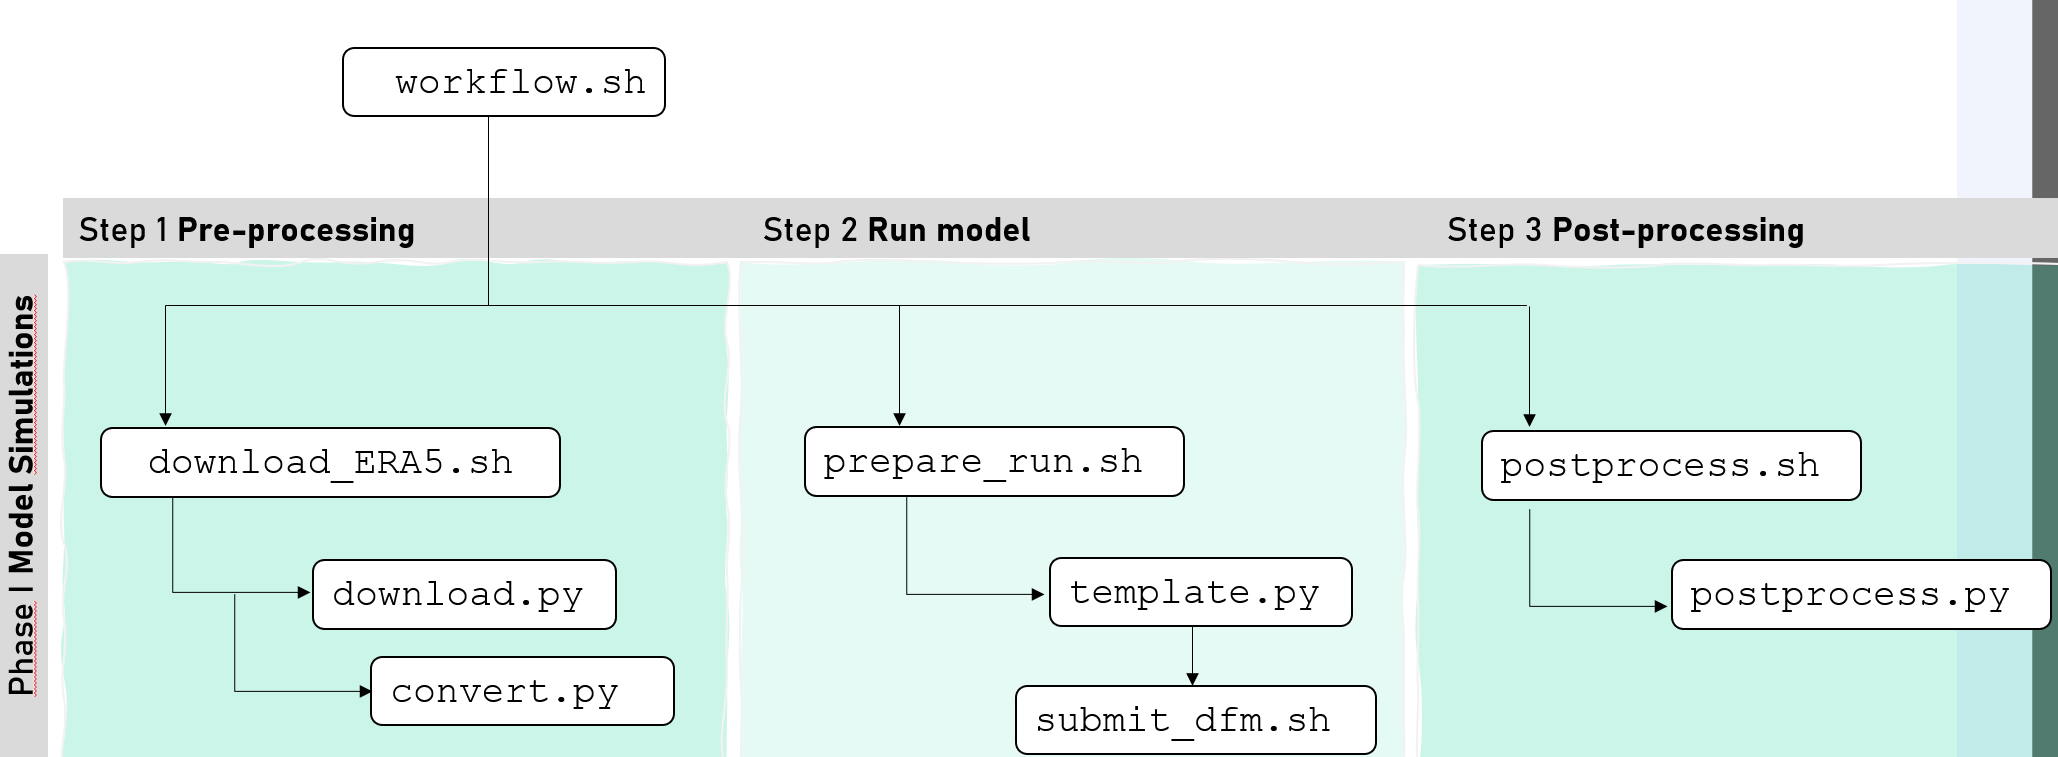 workflow.sh
Step 1 Pre-processing
Step 2 Run model
Step 3 Post-processing
Phase I Model Simulations
download_ERA5.sh
prepare_run.sh
postprocess.sh
download.py
template.py
postprocess.py
convert.py
submit_dfm.sh